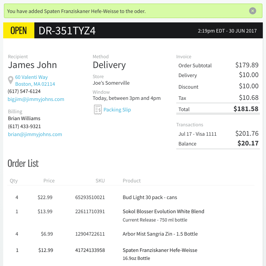 You have added Spaten Franziskaner Hefe-Weisse to the oder.
OPEN DR-351TYZ4 2:19pm EDT - 30 JUN 2017
Recipient
James John
60 Valenti Way
Boston, MA 02114
(617) 547-6124
bigjim@jimmyjohns.com
Billing
Brian Williams
(617) 433-9321
brian@jimmyjohns.com
Method
Delivery
Store
Joe's Somerville
Window
Today, between 3pm and 4pm
Packing Slip
Invoice
Order Subtotal $179.89
Delivery $10.00
Discount $10.00
Tax $10.68
Total $181.58
Transactions
Jul 17 - Visa 1111 $201.76
Balance $20.17
Order List
Qty Price SKU Product
4 $22.99 65293510021 Bud Light 30 pack - cans
1 $13.99 22611710391 Sokol Blosser Evolution White Blend
Current Release - 750 ml bottle
4 $6.99 12904722611 Arbor Mist Sangria Zin - 1.5 Bottle
1 $12.99 41724133958 Spaten Franziskaner Hefe-Weisse
16.9oz Bottle